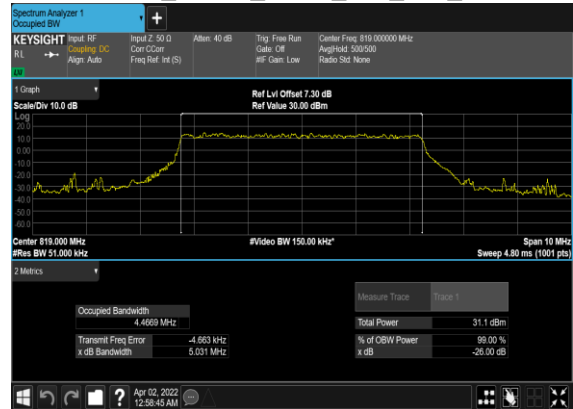 Spectrum Analyzer 1
Occupied BW
+
KEYSIGHT Input: RF Input Z: 50 Ω Atten: 40 dB Trig: Free Run Center Freq: 819.000000 MHz
RL Coupling: DC Corr CCorr Gate: Off Avg|Hold: 500/500
Align: Auto Freq Ref: Int (S) #IF Gain: Low Radio Std: None
1 Graph
Ref Lvl Offset 7.30 dB
Scale/Div 10.0 dB Ref Value 30.00 dBm
Log
20.0
10.0
0.00
-10.0
-20.0
-30.0
-40.0
-50.0
-60.0
Center 819.000 MHz #Video BW 150.00 kHz* Span 10 MHz
#Res BW 51.000 kHz Sweep 4.80 ms (1001 pts)
2 Metrics
Measure Trace Trace 1
Occupied Bandwidth
4.4669 MHz Total Power 31.1 dBm
Transmit Freq Error -4.663 kHz % of OBW Power 99.00 %
x dB Bandwidth 5.031 MHz x dB -26.00 dB
?
Apr 02, 2022
12:58:45 AM